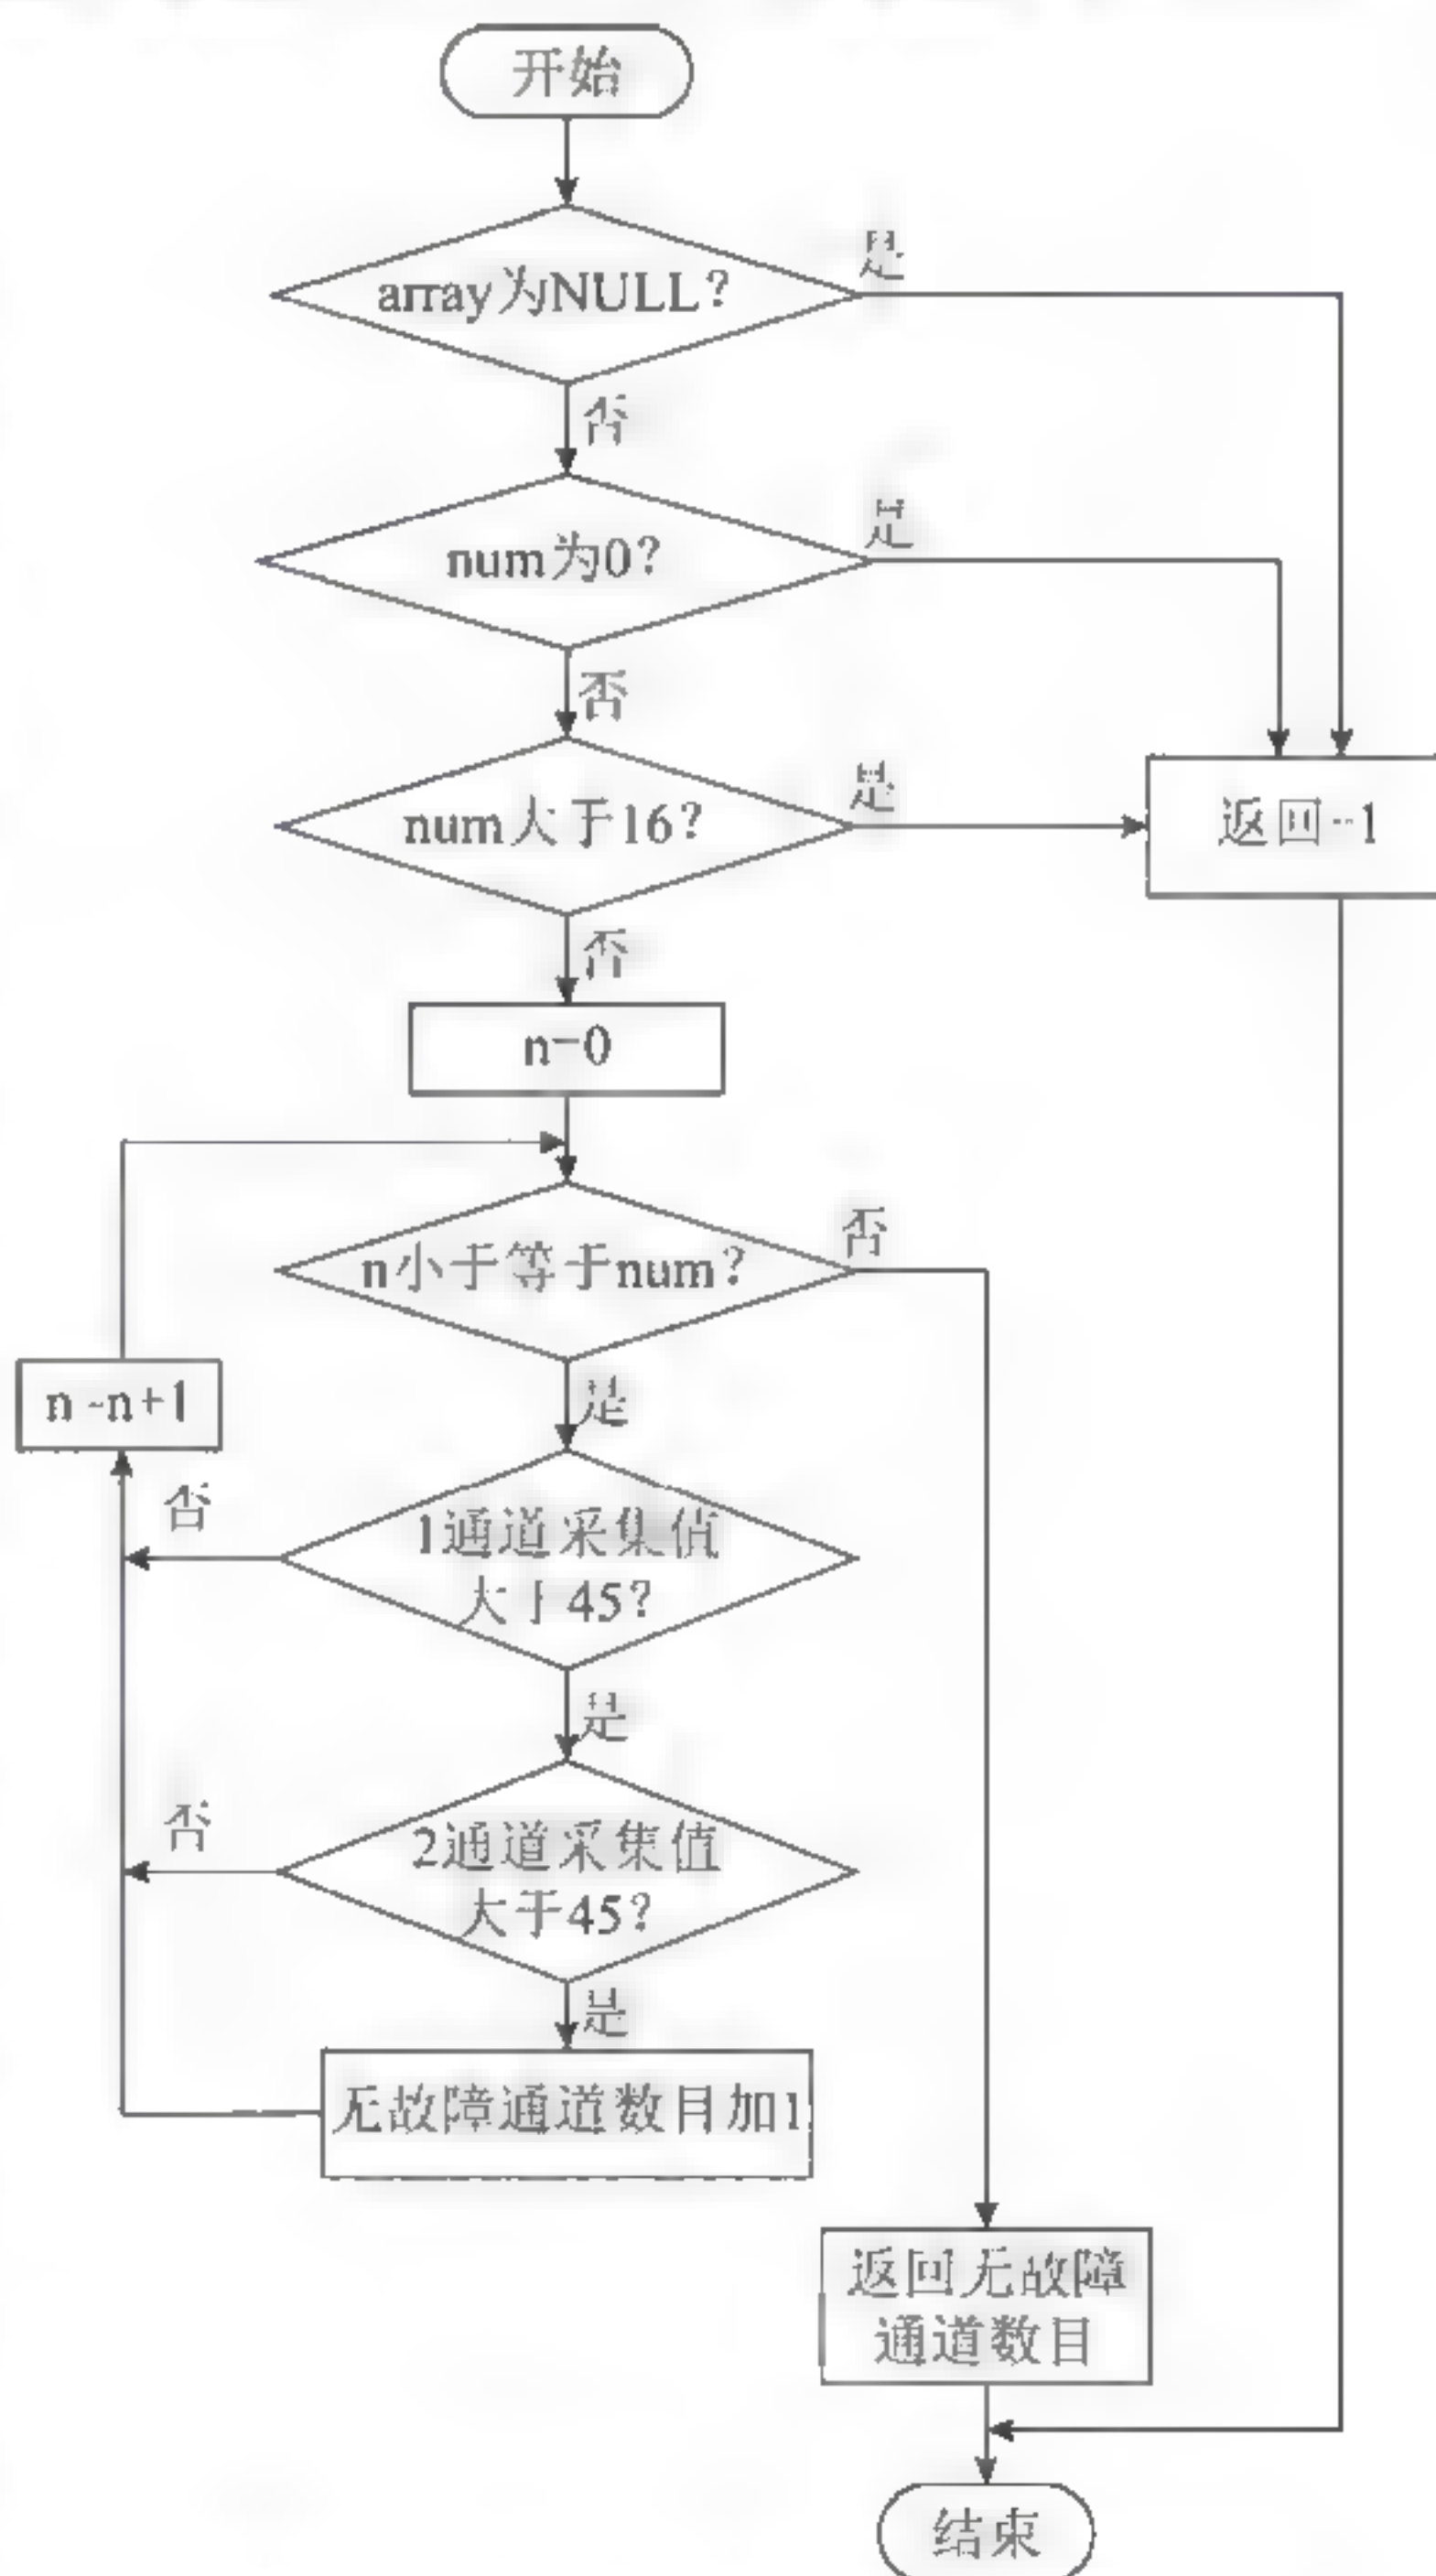 开始
array为NULL?
是
否
num为0?
是
否
num大于16?
是
返回-1
否
n=0
n小于等于num?
否
n=n+1
是
否
1通道采集值
大于45?
是
否
2通道采集值
大于45?
是
无故障通道数目加1
返回无故障
通道数目
结束